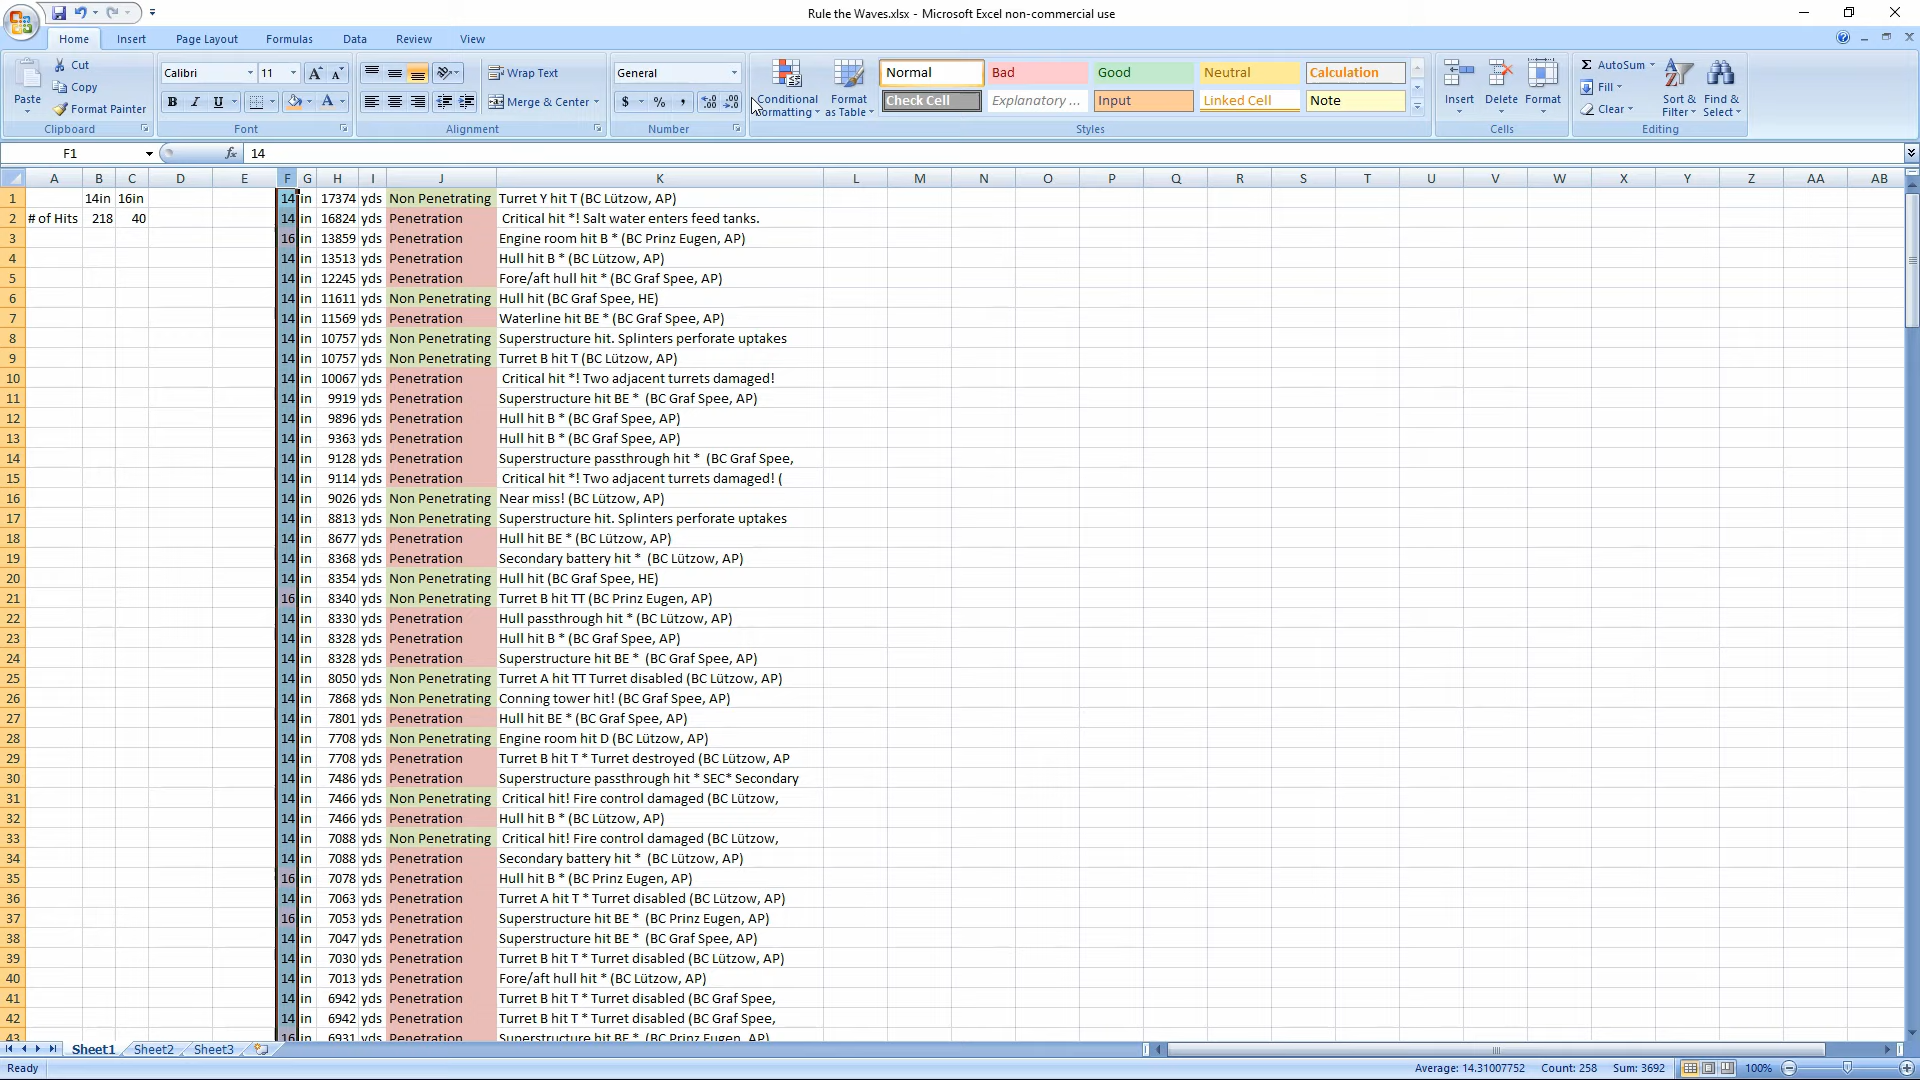 Rule the Waves.xlsx - Microsoft Excel non-commercial use
Home Insert Page Layout Formulas Data Review View
Paste Cut Copy Format Painter Clipboard
Calibri 11 B I U Font
Wrap Text Merge & Center Alignment
General $ % , Number
Conditional Formatting Format as Table
Normal Bad Good Neutral Calculation
Check Cell Explanatory ... Input Linked Cell Note
Styles
Insert Delete Format Cells
AutoSum Fill Clear Sort & Filter Find & Select Editing
F1 fx 14
A B C D E F G H I J K L M N O P Q R S T U V W X Y Z AA AB
1 14in 16in 14 in 17374 yds Non Penetrating Turret Y hit T (BC Lützow, AP)
2 # of Hits 218 40 14 in 16824 yds Penetration Critical hit *! Salt water enters feed tanks.
3 16 in 13859 yds Penetration Engine room hit B * (BC Prinz Eugen, AP)
4 14 in 13513 yds Penetration Hull hit B * (BC Lützow, AP)
5 14 in 12245 yds Penetration Fore/aft hull hit * (BC Graf Spee, AP)
6 14 in 11611 yds Non Penetrating Hull hit (BC Graf Spee, HE)
7 14 in 11569 yds Penetration Waterline hit BE * (BC Graf Spee, AP)
8 14 in 10757 yds Non Penetrating Superstructure hit. Splinters perforate uptakes
9 14 in 10757 yds Non Penetrating Turret B hit T (BC Lützow, AP)
10 14 in 10067 yds Penetration Critical hit *! Two adjacent turrets damaged!
11 14 in 9919 yds Penetration Superstructure hit BE * (BC Graf Spee, AP)
12 14 in 9896 yds Penetration Hull hit B * (BC Graf Spee, AP)
13 14 in 9363 yds Penetration Hull hit B * (BC Graf Spee, AP)
14 14 in 9128 yds Penetration Superstructure passthrough hit * (BC Graf Spee,
15 14 in 9114 yds Penetration Critical hit *! Two adjacent turrets damaged! (
16 14 in 9026 yds Non Penetrating Near miss! (BC Lützow, AP)
17 14 in 8813 yds Non Penetrating Superstructure hit. Splinters perforate uptakes
18 14 in 8677 yds Penetration Hull hit BE * (BC Lützow, AP)
19 14 in 8368 yds Penetration Secondary battery hit * (BC Lützow, AP)
20 14 in 8354 yds Non Penetrating Hull hit (BC Graf Spee, HE)
21 16 in 8340 yds Non Penetrating Turret B hit TT (BC Prinz Eugen, AP)
22 14 in 8330 yds Penetration Hull passthrough hit * (BC Lützow, AP)
23 14 in 8328 yds Penetration Hull hit B * (BC Graf Spee, AP)
24 14 in 8328 yds Penetration Superstructure hit BE * (BC Graf Spee, AP)
25 14 in 8050 yds Non Penetrating Turret A hit TT Turret disabled (BC Lützow, AP)
26 14 in 7868 yds Non Penetrating Conning tower hit! (BC Graf Spee, AP)
27 14 in 7801 yds Penetration Hull hit BE * (BC Graf Spee, AP)
28 14 in 7708 yds Non Penetrating Engine room hit D (BC Lützow, AP)
29 14 in 7708 yds Penetration Turret B hit T * Turret destroyed (BC Lützow, AP
30 14 in 7486 yds Penetration Superstructure passthrough hit * SEC* Secondary
31 14 in 7466 yds Non Penetrating Critical hit! Fire control damaged (BC Lützow,
32 14 in 7466 yds Penetration Hull hit B * (BC Lützow, AP)
33 14 in 7088 yds Non Penetrating Critical hit! Fire control damaged (BC Lützow,
34 14 in 7088 yds Penetration Secondary battery hit * (BC Lützow, AP)
35 16 in 7078 yds Penetration Hull hit B * (BC Prinz Eugen, AP)
36 14 in 7063 yds Penetration Turret A hit T * Turret disabled (BC Lützow, AP)
37 16 in 7053 yds Penetration Superstructure hit BE * (BC Prinz Eugen, AP)
38 14 in 7047 yds Penetration Superstructure hit BE * (BC Graf Spee, AP)
39 14 in 7030 yds Penetration Turret B hit T * Turret disabled (BC Lützow, AP)
40 14 in 7013 yds Penetration Fore/aft hull hit * (BC Lützow, AP)
41 14 in 6942 yds Penetration Turret B hit T * Turret disabled (BC Graf Spee,
42 14 in 6942 yds Penetration Turret B hit T * Turret disabled (BC Graf Spee,
43 16 in 6931 yds Penetration Superstructure hit BE * (BC Prinz Eugen, AP)
Sheet1 Sheet2 Sheet3
Ready Average: 14.31007752 Count: 258 Sum: 3692 100%